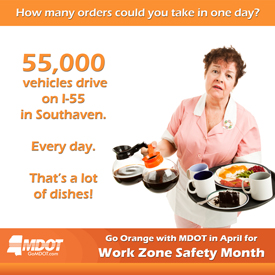 How many orders could you take in one day?
55,000
vehicles drive
on I-55
in Southaven.
Every day.
That's a lot
of dishes!
MDOT
GoMDOT.com
Go Orange with MDOT in April for
Work Zone Safety Month